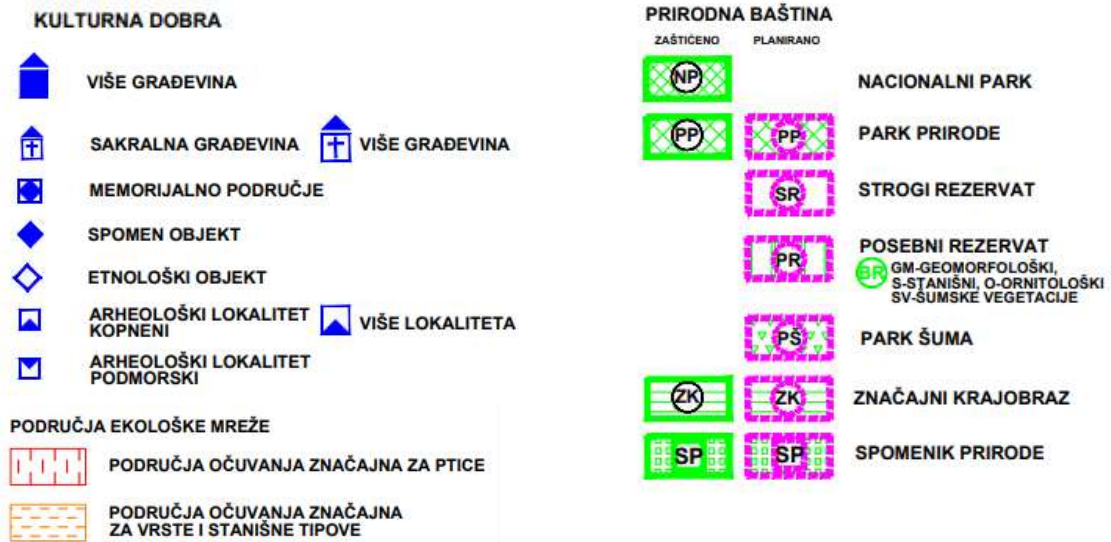 KULTURNA DOBRA
VIŠE GRAĐEVINA
SAKRALNA GRAĐEVINA
VIŠE GRAĐEVINA
MEMORIJALNO PODRUČJE
SPOMEN OBJEKT
ETNOLOŠKI OBJEKT
ARHEOLOŠKI LOKALITET
KOPNENI
VIŠE LOKALITETA
ARHEOLOŠKI LOKALITET
PODMORSKI
PODRUČJA EKOLOŠKE MREŽE
PODRUČJA OČUVANJA ZNAČAJNA ZA PTICE
PODRUČJA OČUVANJA ZNAČAJNA
ZA VRSTE I STANIŠNE TIPOVE
PRIRODNA BAŠTINA
ZAŠTIĆENO PLANIRANO
NP NACIONALNI PARK
PP PP PARK PRIRODE
SR STROGI REZERVAT
PR POSEBNI REZERVAT
BR GM-GEOMORFOLOŠKI,
S-STANIŠNI, O-ORNITOLOŠKI
SV-ŠUMSKE VEGETACIJE
PŠ PARK ŠUMA
ZK ZK ZNAČAJNI KRAJOBRAZ
SP SP SPOMENIK PRIRODE